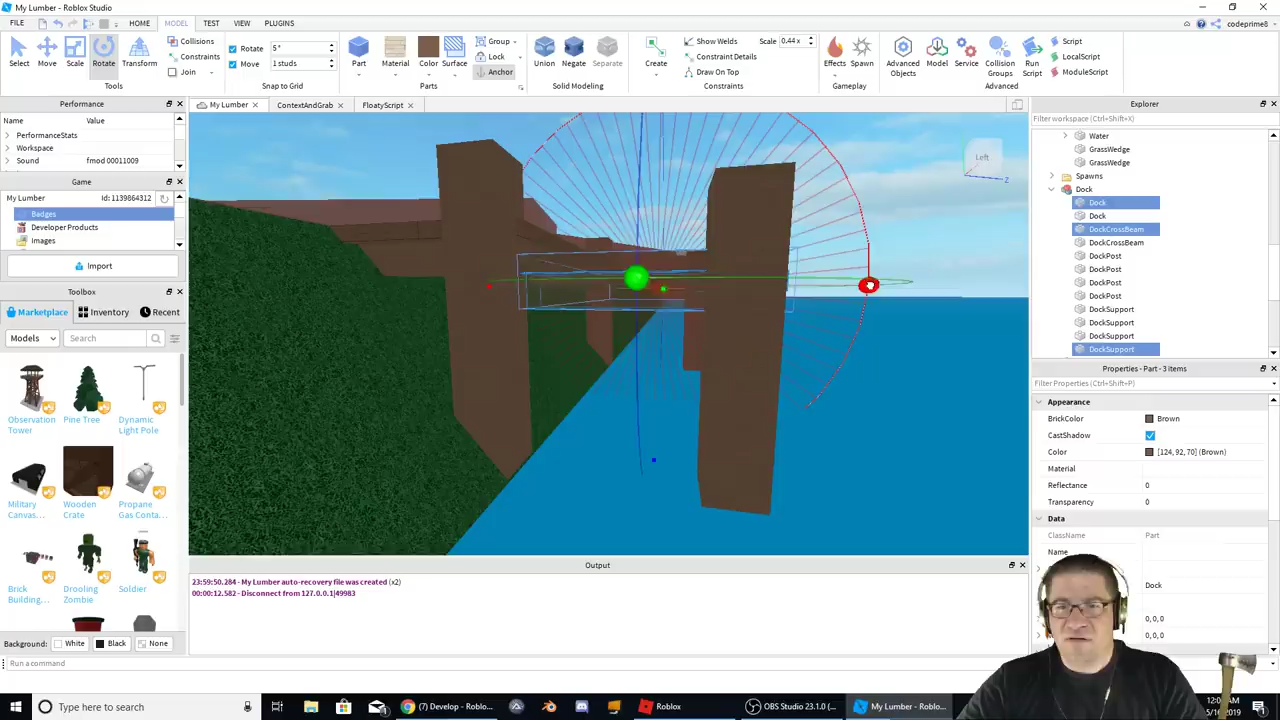 My Lumber - Roblox Studio
FILE HOME MODEL TEST VIEW PLUGINS codeprime8
Select Move Scale Rotate Transform
Collisions
Constraints
Join
Tools
Rotate 5°
Move 1 studs
Snap to Grid
Part Material Color Surface
Group
Lock
Anchor
Parts
Union Negate Separate
Solid Modeling
Create
Show Welds Scale 0.44 x
Constraint Details
Draw On Top
Constraints
Effects Spawn
Gameplay
Advanced Objects Model Service Collision Groups Run Script
Script
LocalScript
ModuleScript
Advanced
Performance
Name Value
PerformanceStats
Workspace
Sound fmod 00011009
Game
My Lumber Id: 1139864312
Badges
Developer Products
Images
Import
Toolbox
Marketplace Inventory Recent
Models Search
Observation Tower
Pine Tree
Dynamic Light Pole
Military Canvas...
Wooden Crate
Propane Gas Conta...
Brick Building...
Drooling Zombie
Soldier
Background: White Black None
My Lumber ContextAndGrab FloatyScript
Left
Z
Output
23:59:50.284 - My Lumber auto-recovery file was created (x2)
00:00:12.582 - Disconnect from 127.0.0.1|49983
Explorer
Filter workspace (Ctrl+Shift+X)
Water
GrassWedge
GrassWedge
Spawns
Dock
Dock
Dock
DockCrossBeam
DockCrossBeam
DockPost
DockPost
DockPost
DockPost
DockSupport
DockSupport
DockSupport
DockSupport
Properties - Part - 3 items
Filter Properties (Ctrl+Shift+P)
Appearance
BrickColor Brown
CastShadow
Color [124, 92, 70] (Brown)
Material
Reflectance 0
Transparency 0
Data
ClassName Part
Name
Dock
0, 0, 0
0, 0, 0
Run a command
Type here to search
(7) Develop - Roblo...
Roblox
OBS Studio 23.1.0 (...
My Lumber - Roblo...